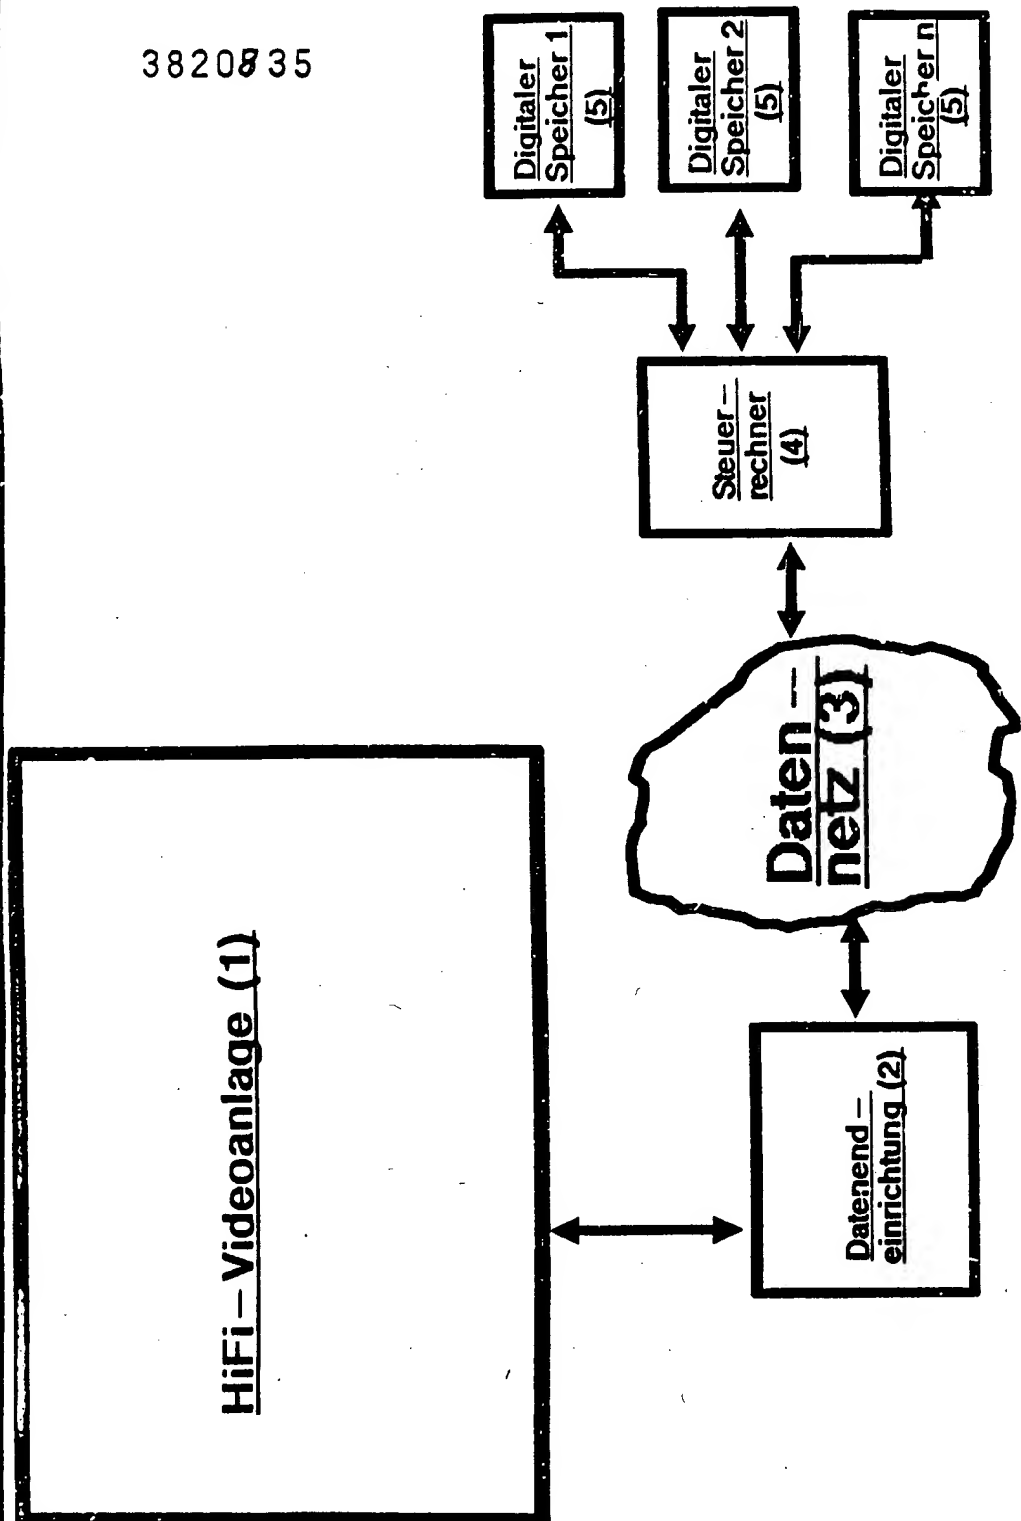 3820835
HiFi–Videoanlage (1)
Datenend–
einrichtung (2)
Daten–
netz (3)
Steuer–
rechner
(4)
Digitaler
Speicher 1
(5)
Digitaler
Speicher 2
(5)
Digitaler
Speicher n
(5)